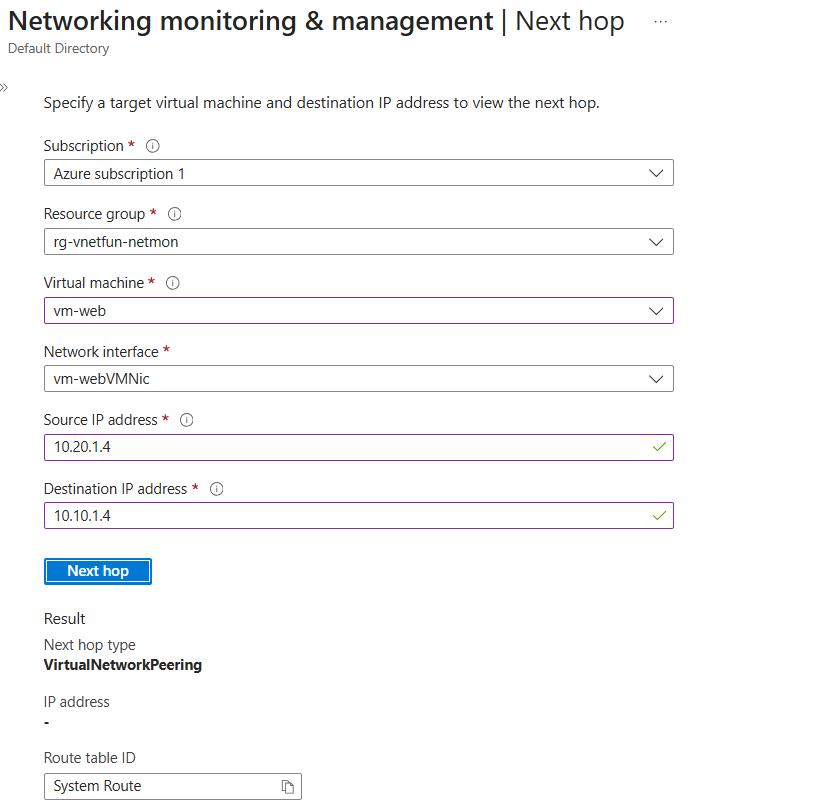 Networking monitoring & management | Next hop ...
Default Directory
»
Specify a target virtual machine and destination IP address to view the next hop.
Subscription *
Azure subscription 1
Resource group *
rg-vnetfun-netmon
Virtual machine *
vm-web
Network interface *
vm-webVMNic
Source IP address *
10.20.1.4
Destination IP address *
10.10.1.4
Next hop
Result
Next hop type
VirtualNetworkPeering
IP address
-
Route table ID
System Route